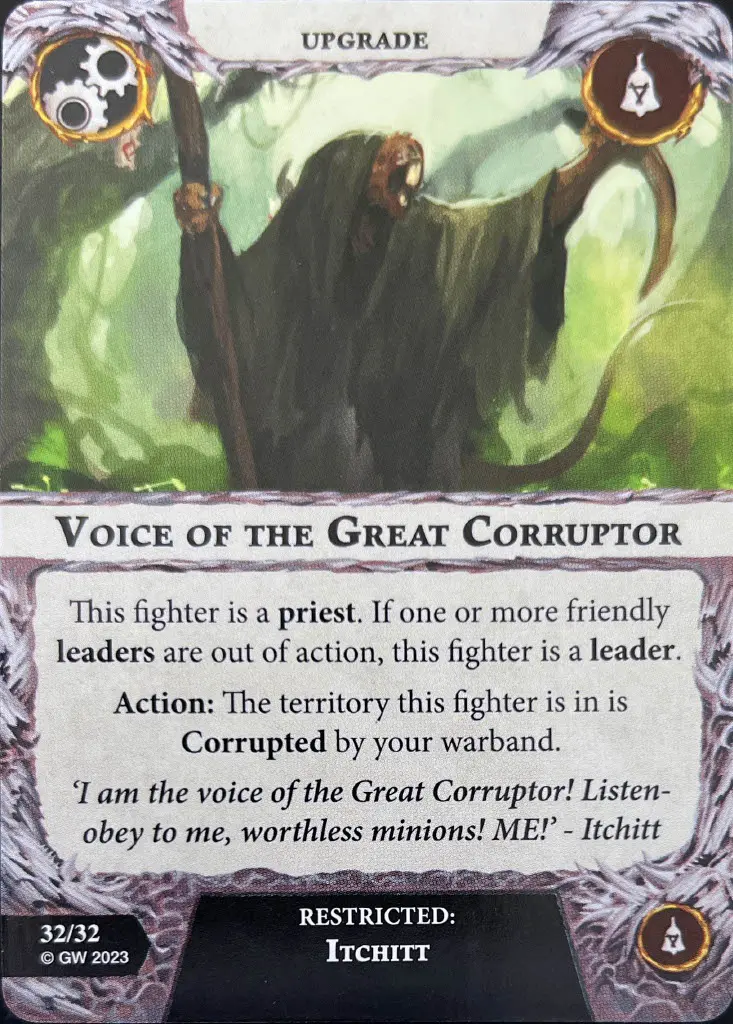 UPGRADE
VOICE OF THE GREAT CORRUPTOR
This fighter is a priest. If one or more friendly
leaders are out of action, this fighter is a leader.
Action: The territory this fighter is in is
Corrupted by your warband.
‘I am the voice of the Great Corruptor! Listen-
obey to me, worthless minions! ME!’ - Itchitt
RESTRICTED:
ITCHITT
32/32
© GW 2023